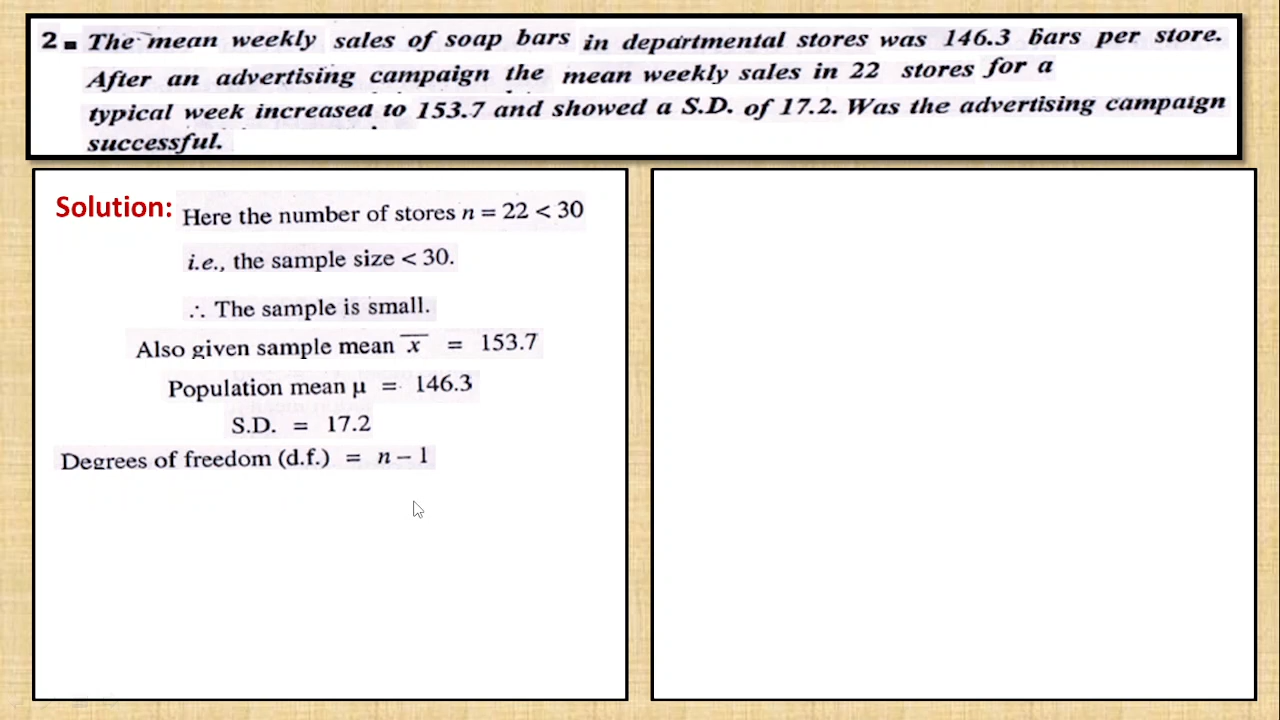 2. The mean weekly sales of soap bars in departmental stores was 146.3 bars per store.
After an advertising campaign the mean weekly sales in 22 stores for a
typical week increased to 153.7 and showed a S.D. of 17.2. Was the advertising campaign
successful.
Solution: Here the number of stores n = 22 < 30
i.e., the sample size < 30.
∴ The sample is small.
Also given sample mean x̅ = 153.7
Population mean μ = 146.3
S.D. = 17.2
Degrees of freedom (d.f.) = n – 1